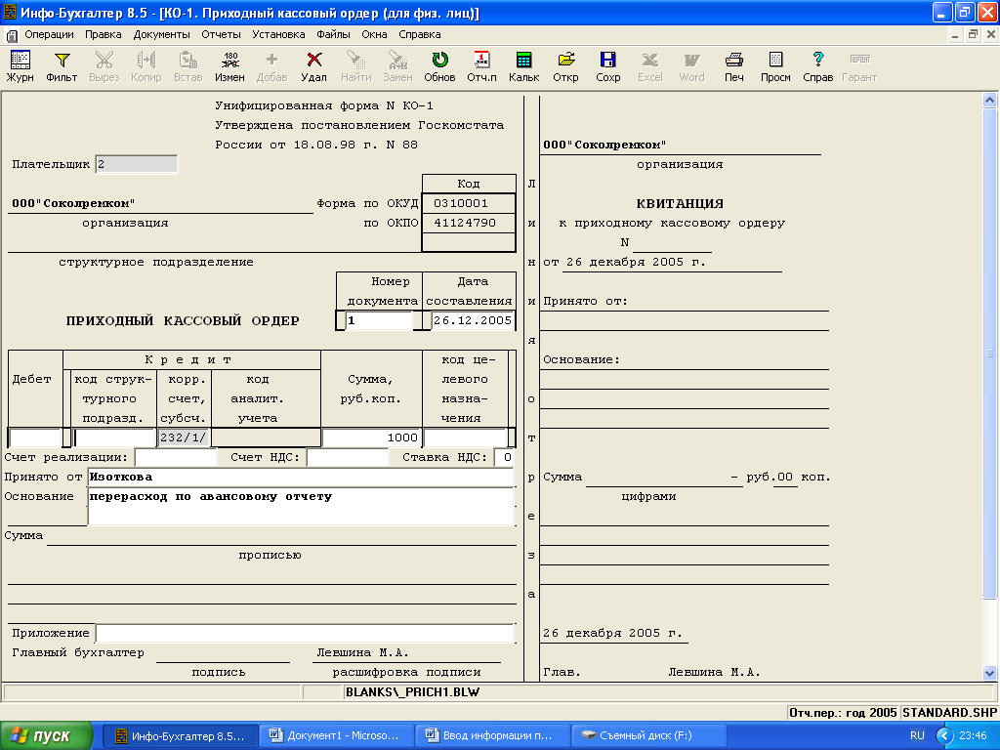 Инфо-Бухгалтер 8.5 - [КО-1. Приходный кассовый ордер (для физ. лиц)]
Операции Правка Документы Отчеты Установка Файлы Окна Справка
Журн Фильт Вырез Копир Встав Измен Добав Удал Найти Замен Обнов Отч.п Кальк Откр Сохр Excel Word Печ Просм Справ Гарант
Унифицированная форма N КО-1
Утверждена постановлением Госкомстата
России от 18.08.98 г. N 88
Плательщик 2
Код
ООО"Соколремком" Форма по ОКУД 0310001
организация по ОКПО 41124790
структурное подразделение
Номер Дата
документа составления
ПРИХОДНЫЙ КАССОВЫЙ ОРДЕР 1 26.12.2005
К р е д и т код це-
Дебет код струк- корр. код Сумма, левого
турного счет, аналит. руб.коп. назна-
подразд. субсч. учета чения
232/1/ 1000
Счет реализации: Счет НДС: Ставка НДС: 0
Принято от Изоткова
Основание перерасход по авансовому отчету
Сумма
прописью
Приложение
Главный бухгалтер Левшина М.А.
подпись расшифровка подписи
Л и н и я о т р е з а
ООО"Соколремком"
организация
КВИТАНЦИЯ
к приходному кассовому ордеру
N
от 26 декабря 2005 г.
Принято от:
Основание:
Сумма - руб.00 коп.
цифрами
26 декабря 2005 г.
Глав. Левшина М.А.
BLANKS\_PRICH1.BLW
Отч.пер.: год 2005 STANDARD.SHP
пуск Инфо-Бухгалтер 8.5... Документ1 - Microso... Ввод информации п... Съемный диск (F:) RU 23:46